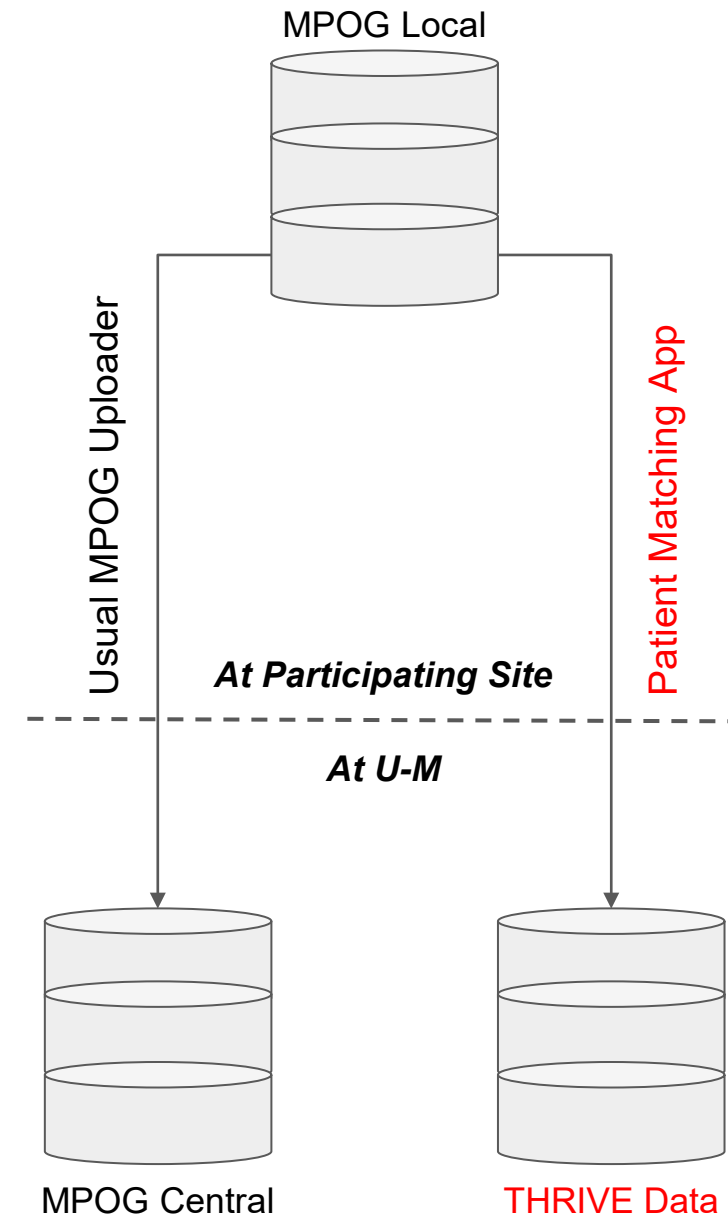 MPOG Local
Usual MPOG Uploader
Patient Matching App
At Participating Site
At U-M
MPOG Central
THRIVE Data